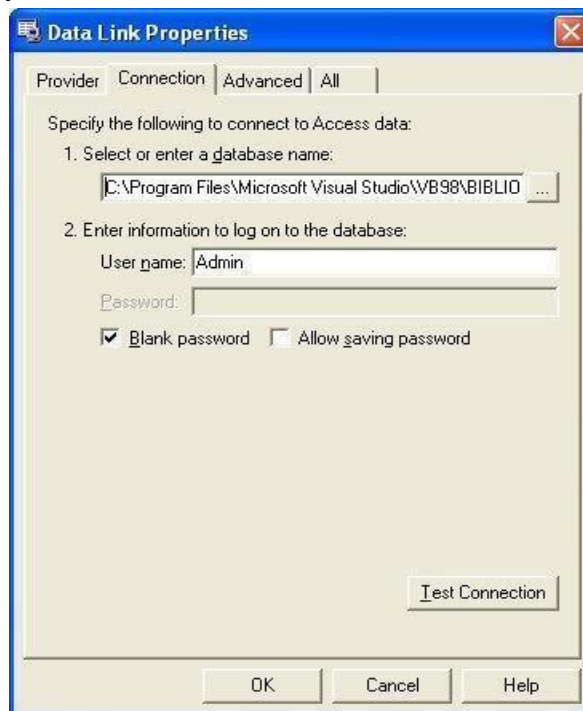 Data Link Properties
Provider Connection Advanced All
Specify the following to connect to Access data:
1. Select or enter a database name:
C:\Program Files\Microsoft Visual Studio\VB98\BIBLIO ...
2. Enter information to log on to the database:
User name: Admin
Password:
Blank password Allow saving password
Test Connection
OK Cancel Help